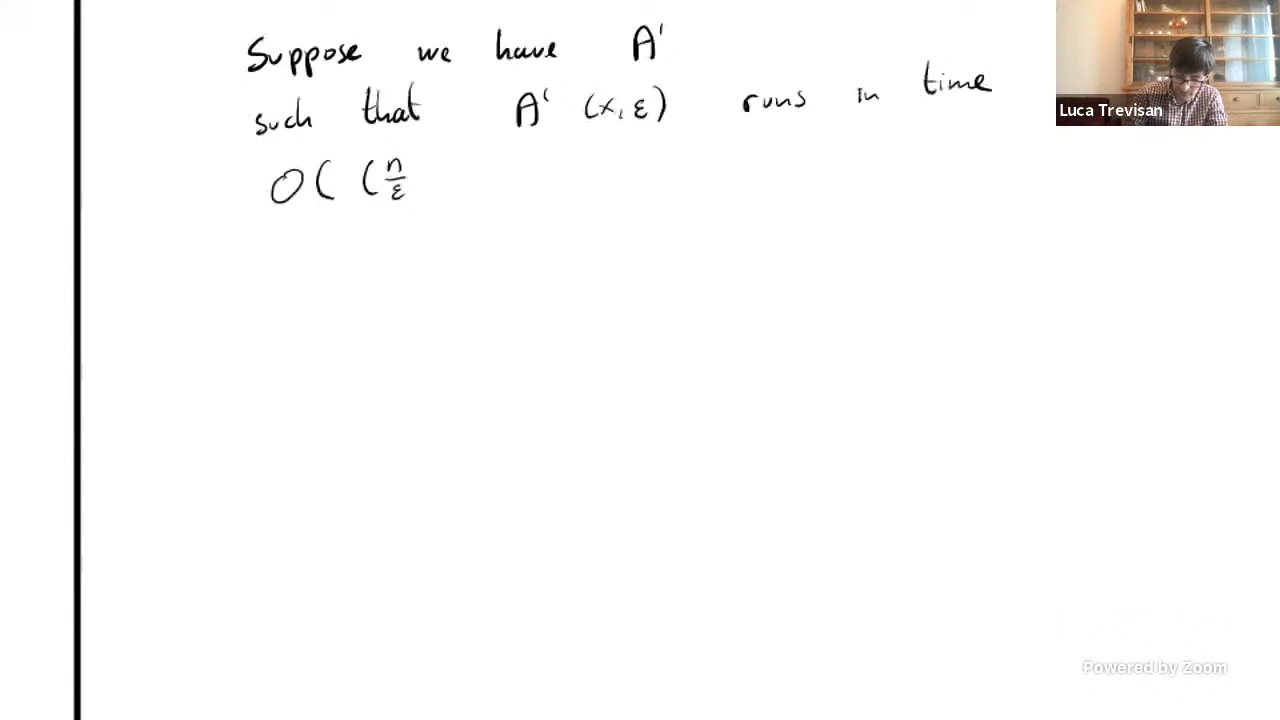 Suppose we have A'
such that A' (x, ε) runs in time
O( ( n/ε
Luca Trevisan
Powered by Zoom